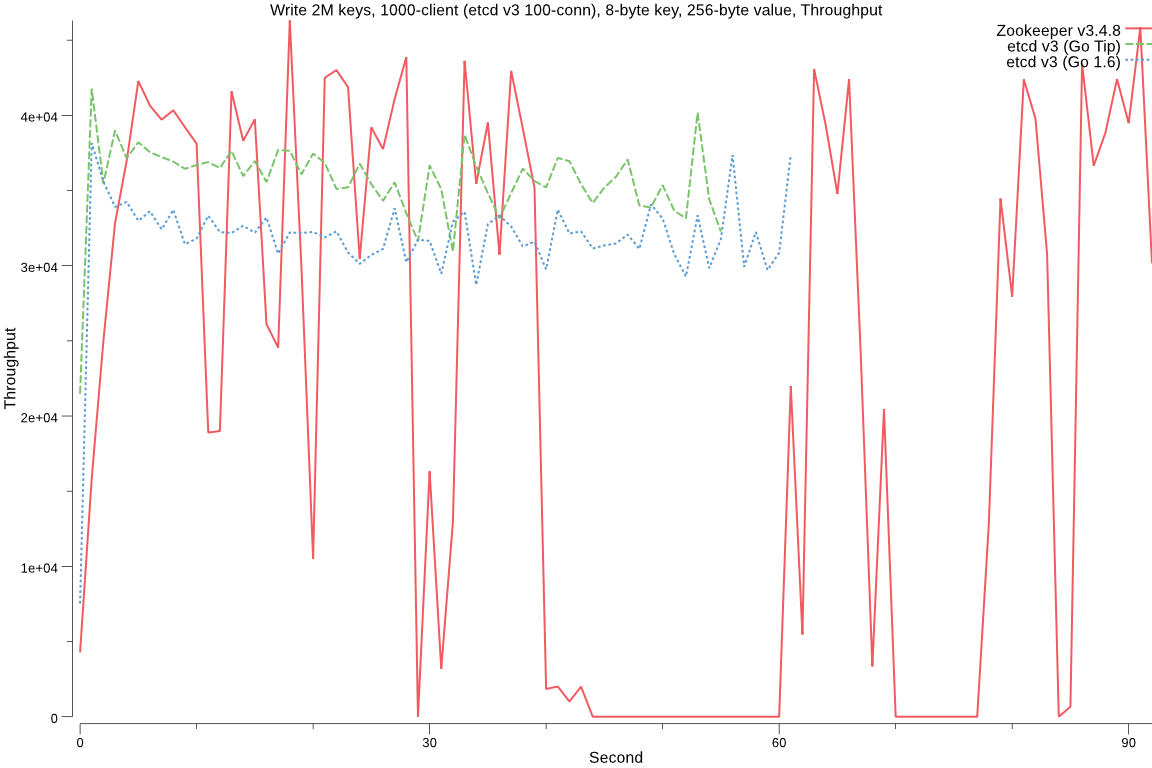 Write 2M keys, 1000-client (etcd v3 100-conn), 8-byte key, 256-byte value, Throughput
Zookeeper v3.4.8
etcd v3 (Go Tip)
etcd v3 (Go 1.6)
4e+04
3e+04
2e+04
1e+04
0
Throughput
0 30 60 90
Second